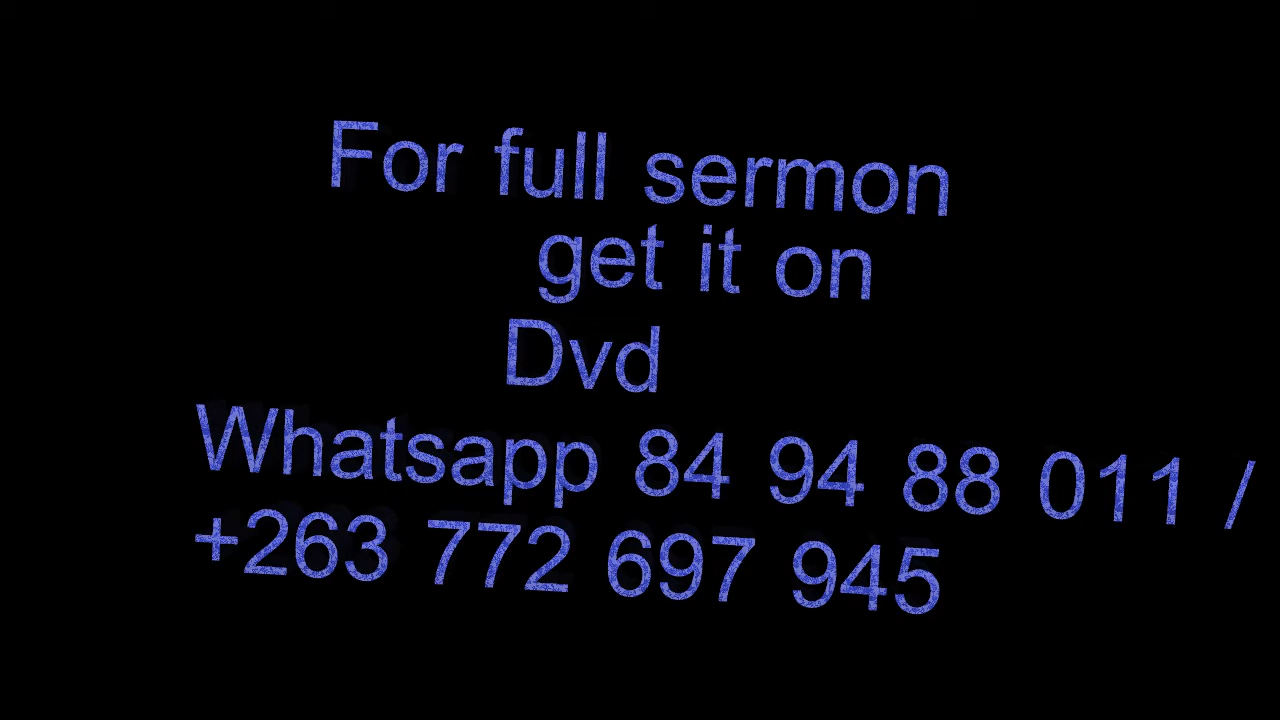 For full sermon
get it on
Dvd
Whatsapp 84 94 88 011 /
+263 772 697 945